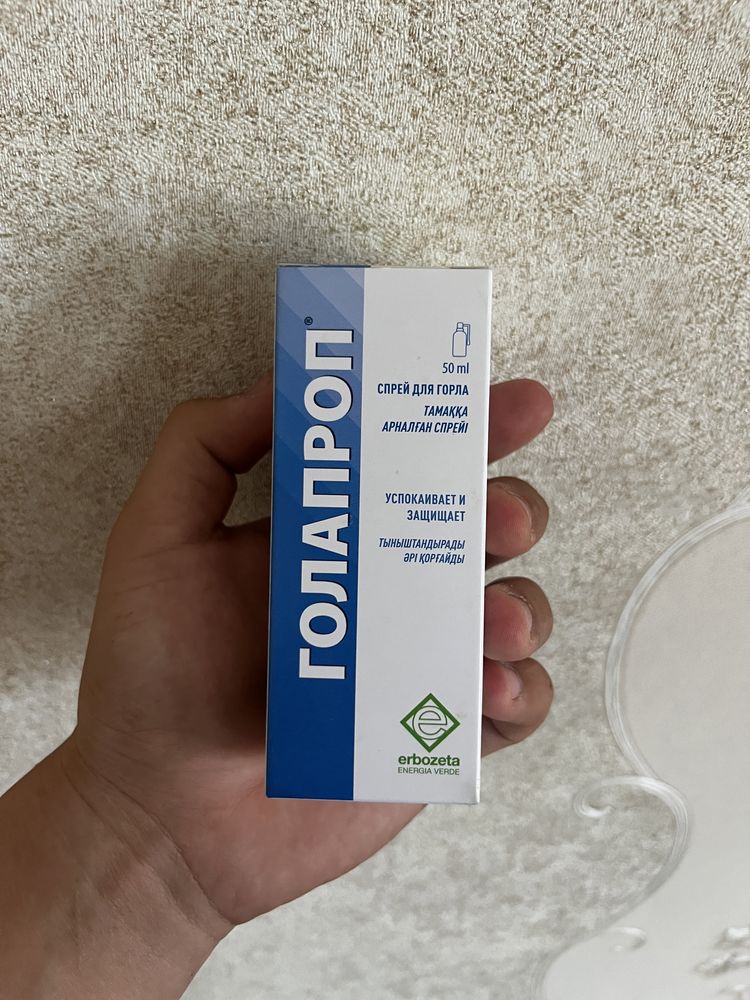 ГОЛАПРОП®
50 ml
СПРЕЙ ДЛЯ ГОРЛА
ТАМАҚҚА
АРНАЛҒАН СПРЕЙІ
УСПОКАИВАЕТ И
ЗАЩИЩАЕТ
ТЫНЫШТАНДЫРАДЫ
ӘРІ ҚОРҒАЙДЫ
e
erbozeta
ENERGIA VERDE